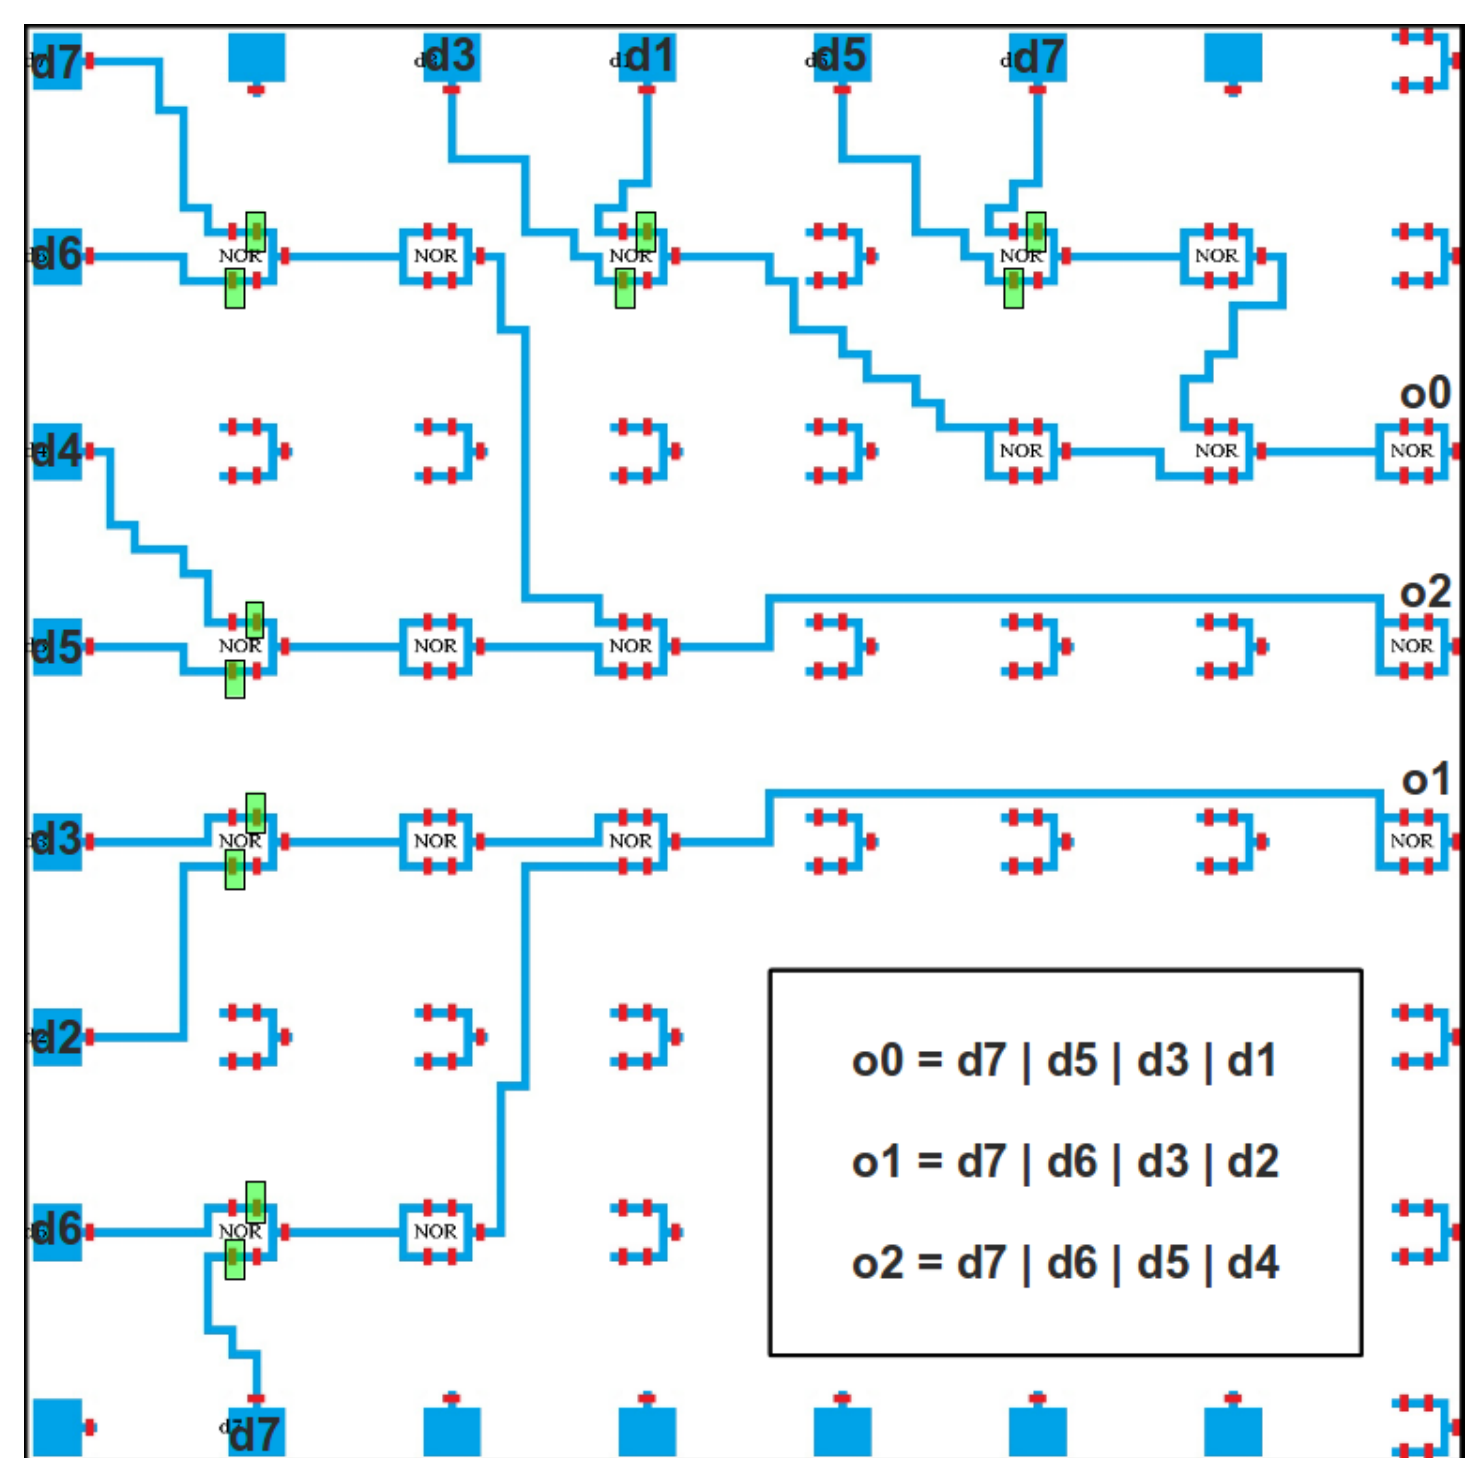 d7 d3 d1 d5 d7
d6 NOR NOR NOR NOR NOR
o0
d4 NOR NOR NOR
o2
d5 NOR NOR NOR NOR
o1
d3 NOR NOR NOR NOR
d2
o0 = d7 | d5 | d3 | d1
o1 = d7 | d6 | d3 | d2
d6 NOR NOR
o2 = d7 | d6 | d5 | d4
d7